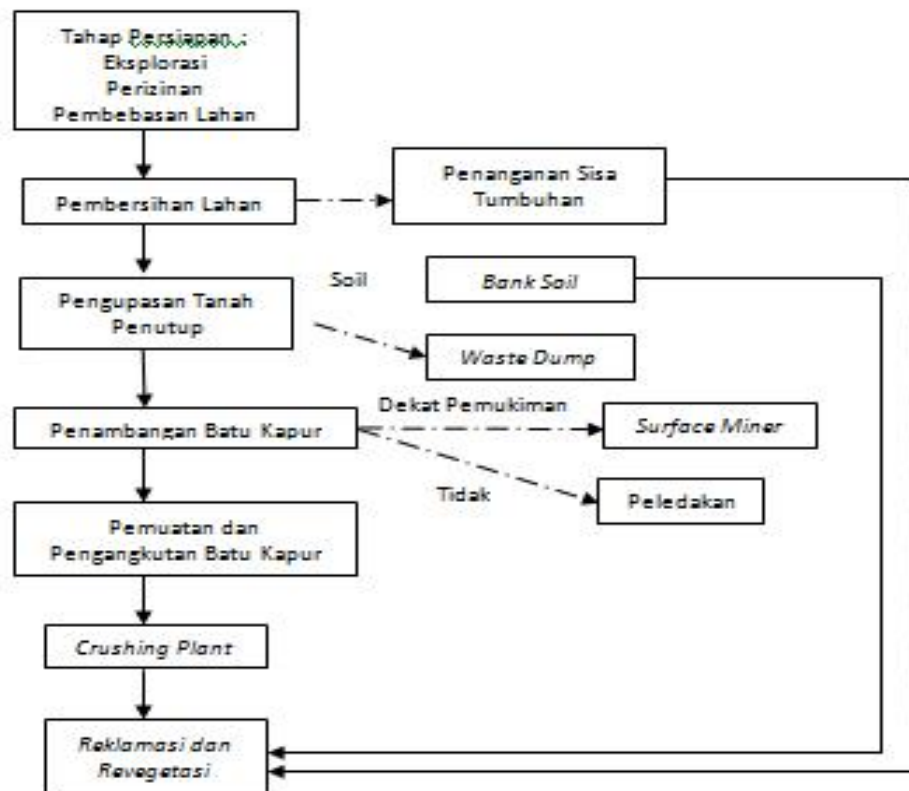 Tahap Persiapan :
Eksplorasi
Perizinan
Pembebasan Lahan
Pembersihan Lahan
Penanganan Sisa
Tumbuhan
Pengupasan Tanah
Penutup
Soil
Bank Soil
Waste Dump
Penambangan Batu Kapur
Dekat Pemukiman
Surface Miner
Tidak
Peledakan
Pemuatan dan
Pengangkutan Batu Kapur
Crushing Plant
Reklamasi dan
Revegetasi